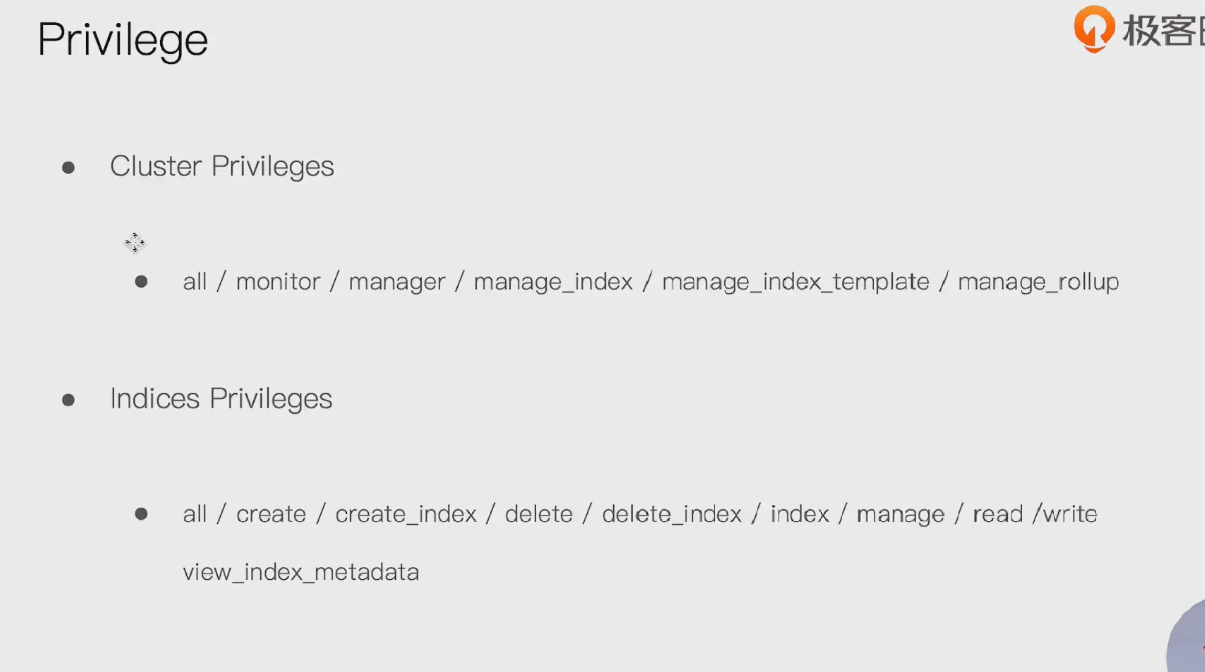 Privilege
极客
Cluster Privileges
all / monitor / manager / manage_index / manage_index_template / manage_rollup
Indices Privileges
all / create / create_index / delete / delete_index / index / manage / read /write
view_index_metadata